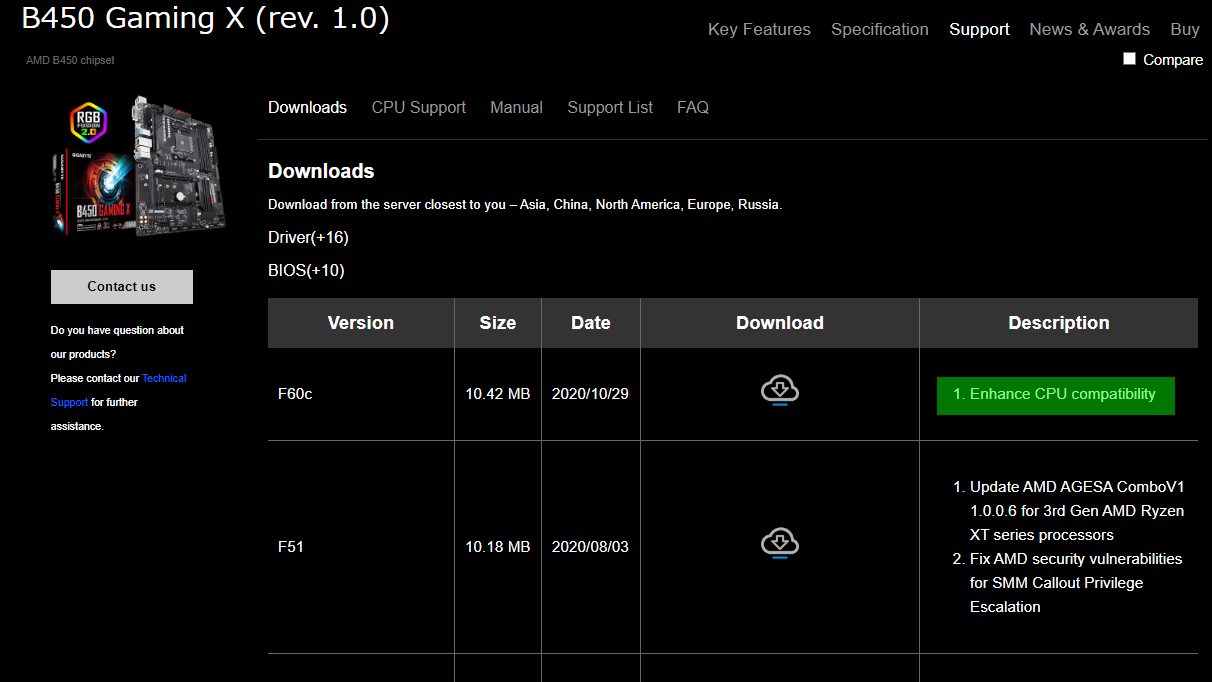 B450 Gaming X (rev. 1.0)
Key Features Specification Support News & Awards Buy
AMD B450 chipset
Compare
RGB
FUSION
2.0
GIGABYTE
B450 GAMING X
Contact us
Do you have question about
our products?
Please contact our Technical
Support for further
assistance.
Downloads CPU Support Manual Support List FAQ
Downloads
Download from the server closest to you – Asia, China, North America, Europe, Russia.
Driver(+16)
BIOS(+10)
Version Size Date Download Description
F60c 10.42 MB 2020/10/29 1. Enhance CPU compatibility
F51 10.18 MB 2020/08/03
1. Update AMD AGESA ComboV1
1.0.0.6 for 3rd Gen AMD Ryzen
XT series processors
2. Fix AMD security vulnerabilities
for SMM Callout Privilege
Escalation